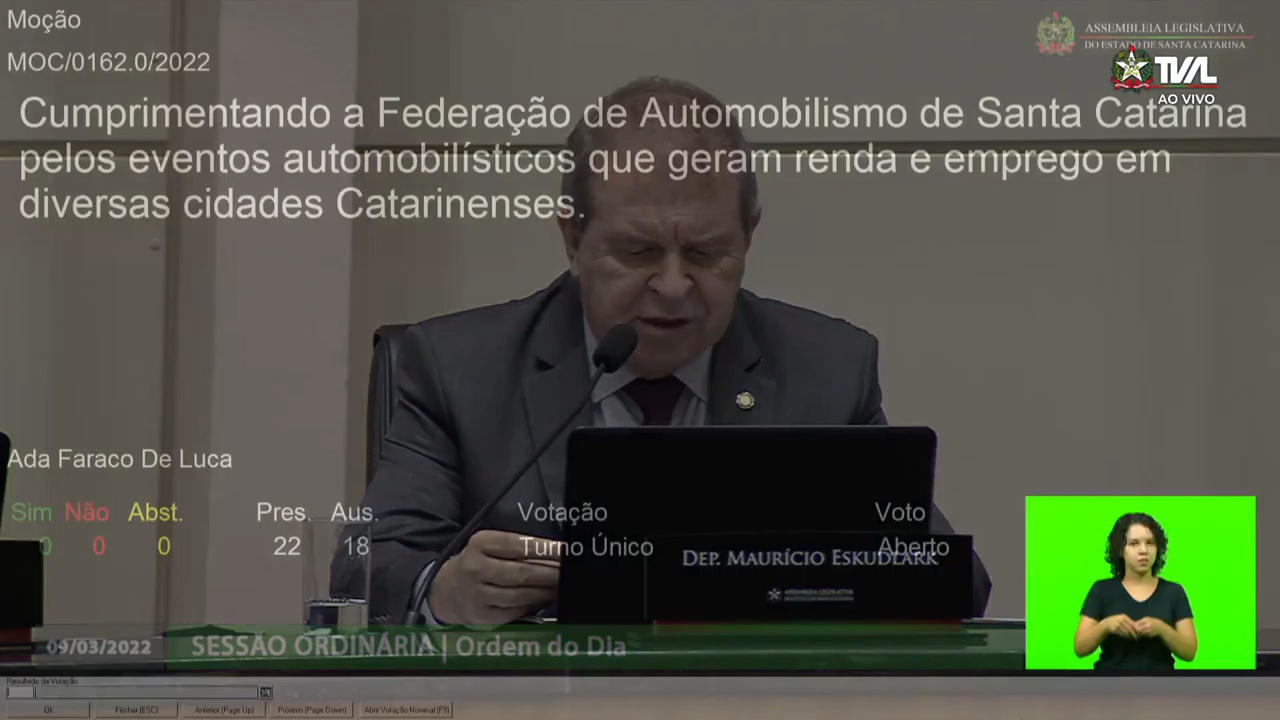 Moção
MOC/0162.0/2022
ASSEMBLEIA LEGISLATIVA
DO ESTADO DE SANTA CATARINA
TVAL
AO VIVO
Cumprimentando a Federação de Automobilismo de Santa Catarina
pelos eventos automobilísticos que geram renda e emprego em
diversas cidades Catarinenses.
Ada Faraco De Luca
Sim Não Abst. Pres. Aus. Votação Voto
0 0 0 22 18 Turno Único Aberto
DEP. MAURÍCIO ESKUDLARK
ASSEMBLEIA LEGISLATIVA
09/03/2022 SESSÃO ORDINÁRIA | Ordem do Dia
Resultado da Votação
Ok Fechar (ESC) Anterior (Page Up) Próximo (Page Down) Abrir Votação Nominal (F9)